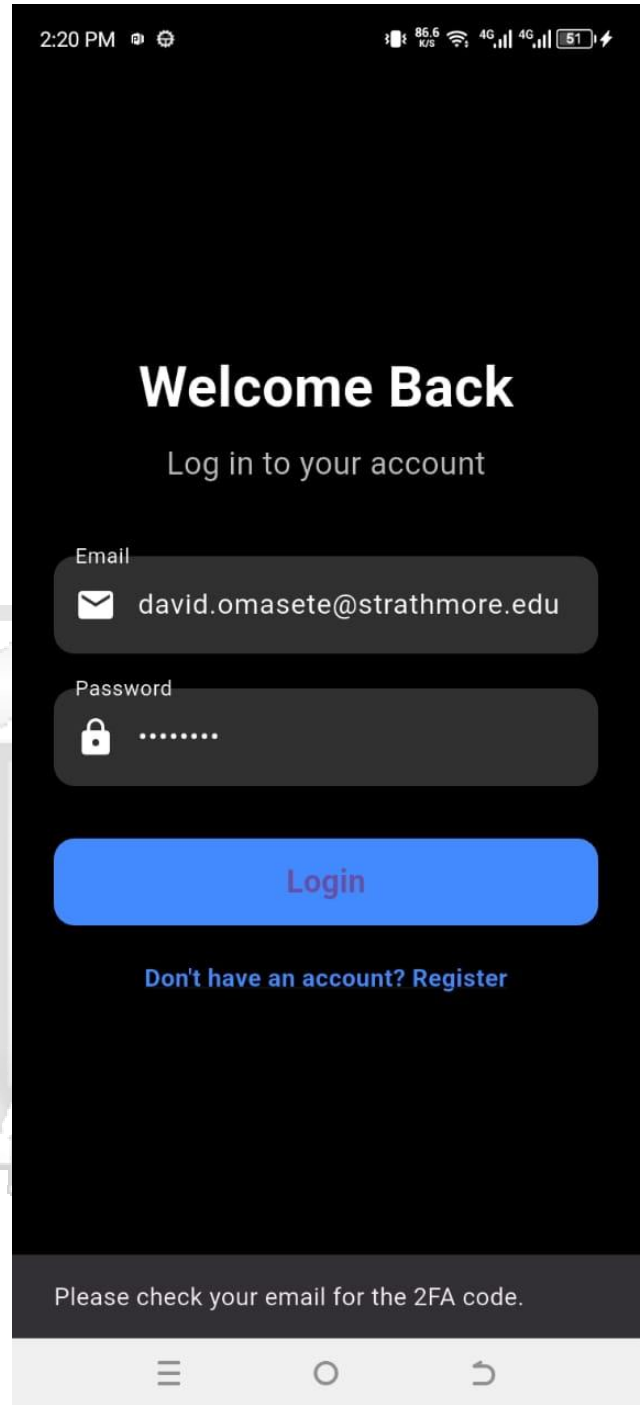 2:20 PM 86.6 K/S 4G 4G 51
Welcome Back
Log in to your account
Email
david.omasete@strathmore.edu
Password
Login
Don't have an account? Register
Please check your email for the 2FA code.